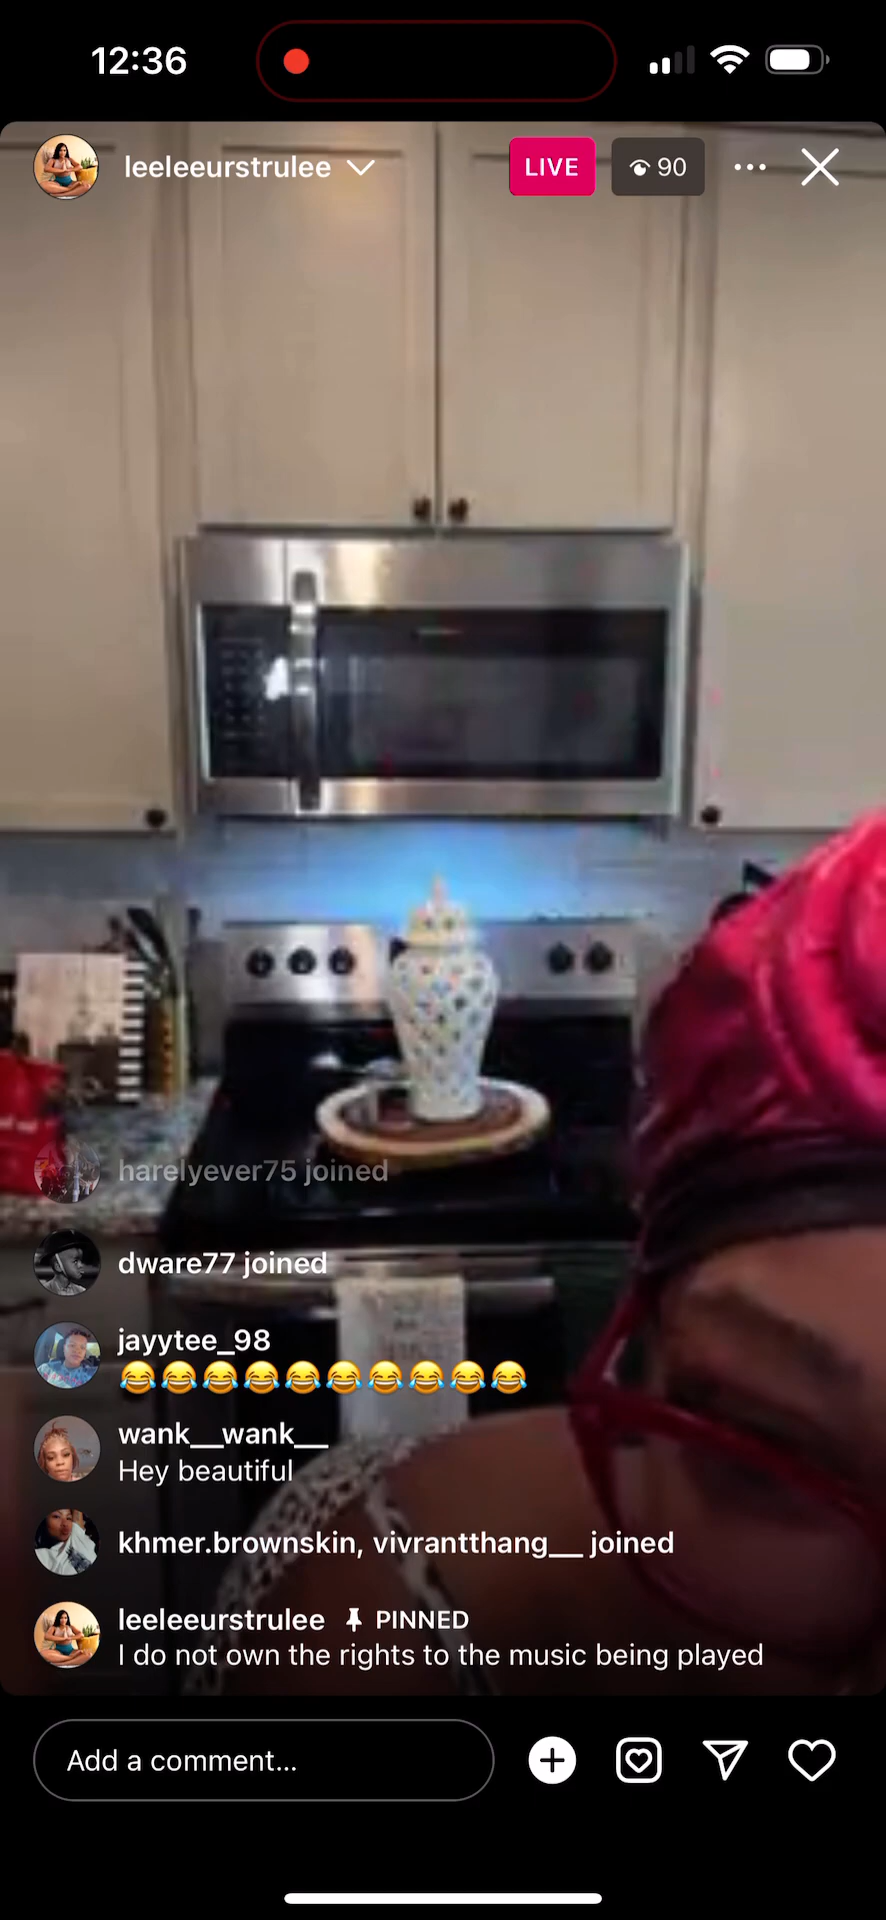 12:36
leeleeurstrulee
LIVE
90
harelyever75 joined
dware77 joined
jayytee_98
😂😂😂😂😂😂😂😂😂😂
wank__wank__
Hey beautiful
khmer.brownskin, vivrantthang__ joined
leeleeurstrulee PINNED
I do not own the rights to the music being played
Add a comment...